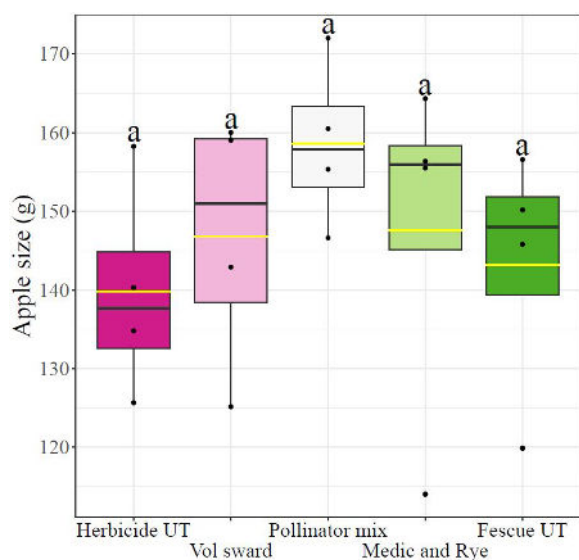 Apple size (g)
170
160
150
140
130
120
a
a
a
a
a
Herbicide UT
Vol sward
Pollinator mix
Medic and Rye
Fescue UT